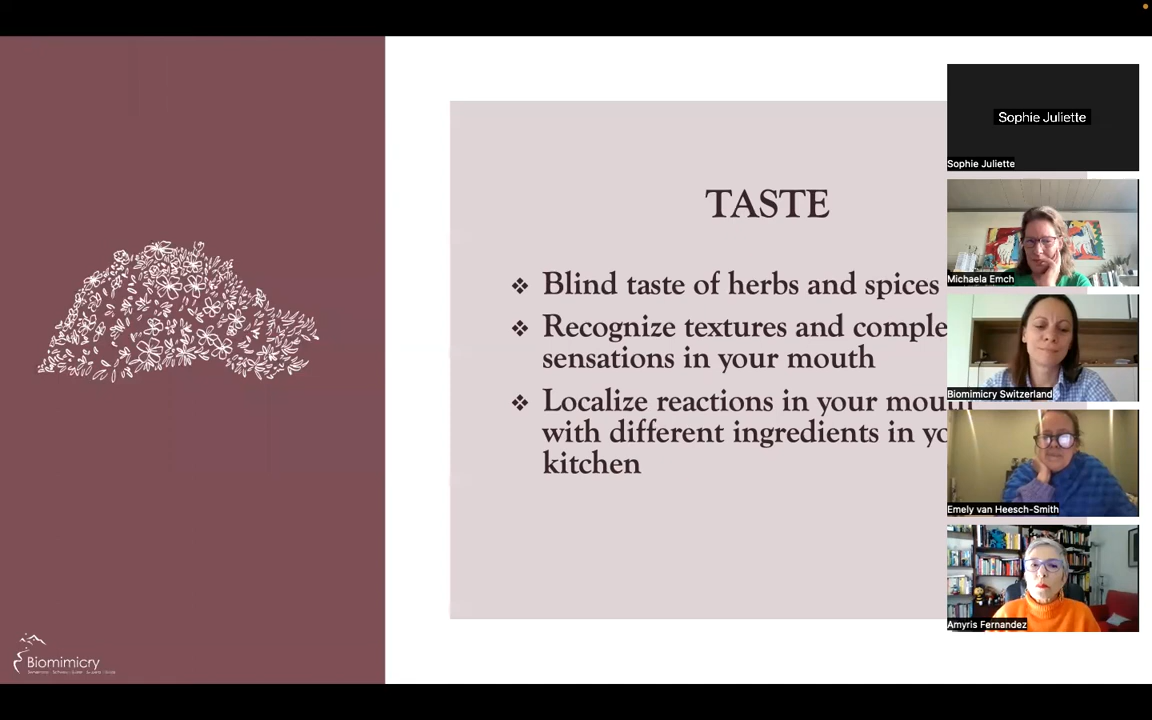 TASTE
❖ Blind taste of herbs and spices
❖ Recognize textures and comple
sensations in your mouth
❖ Localize reactions in your mouth
with different ingredients in yo
kitchen
Biomimicry
Sophie Juliette
Sophie Juliette
Michaela Emch
Biomimicry Switzerland
Emely van Heesch-Smith
Amyris Fernandez